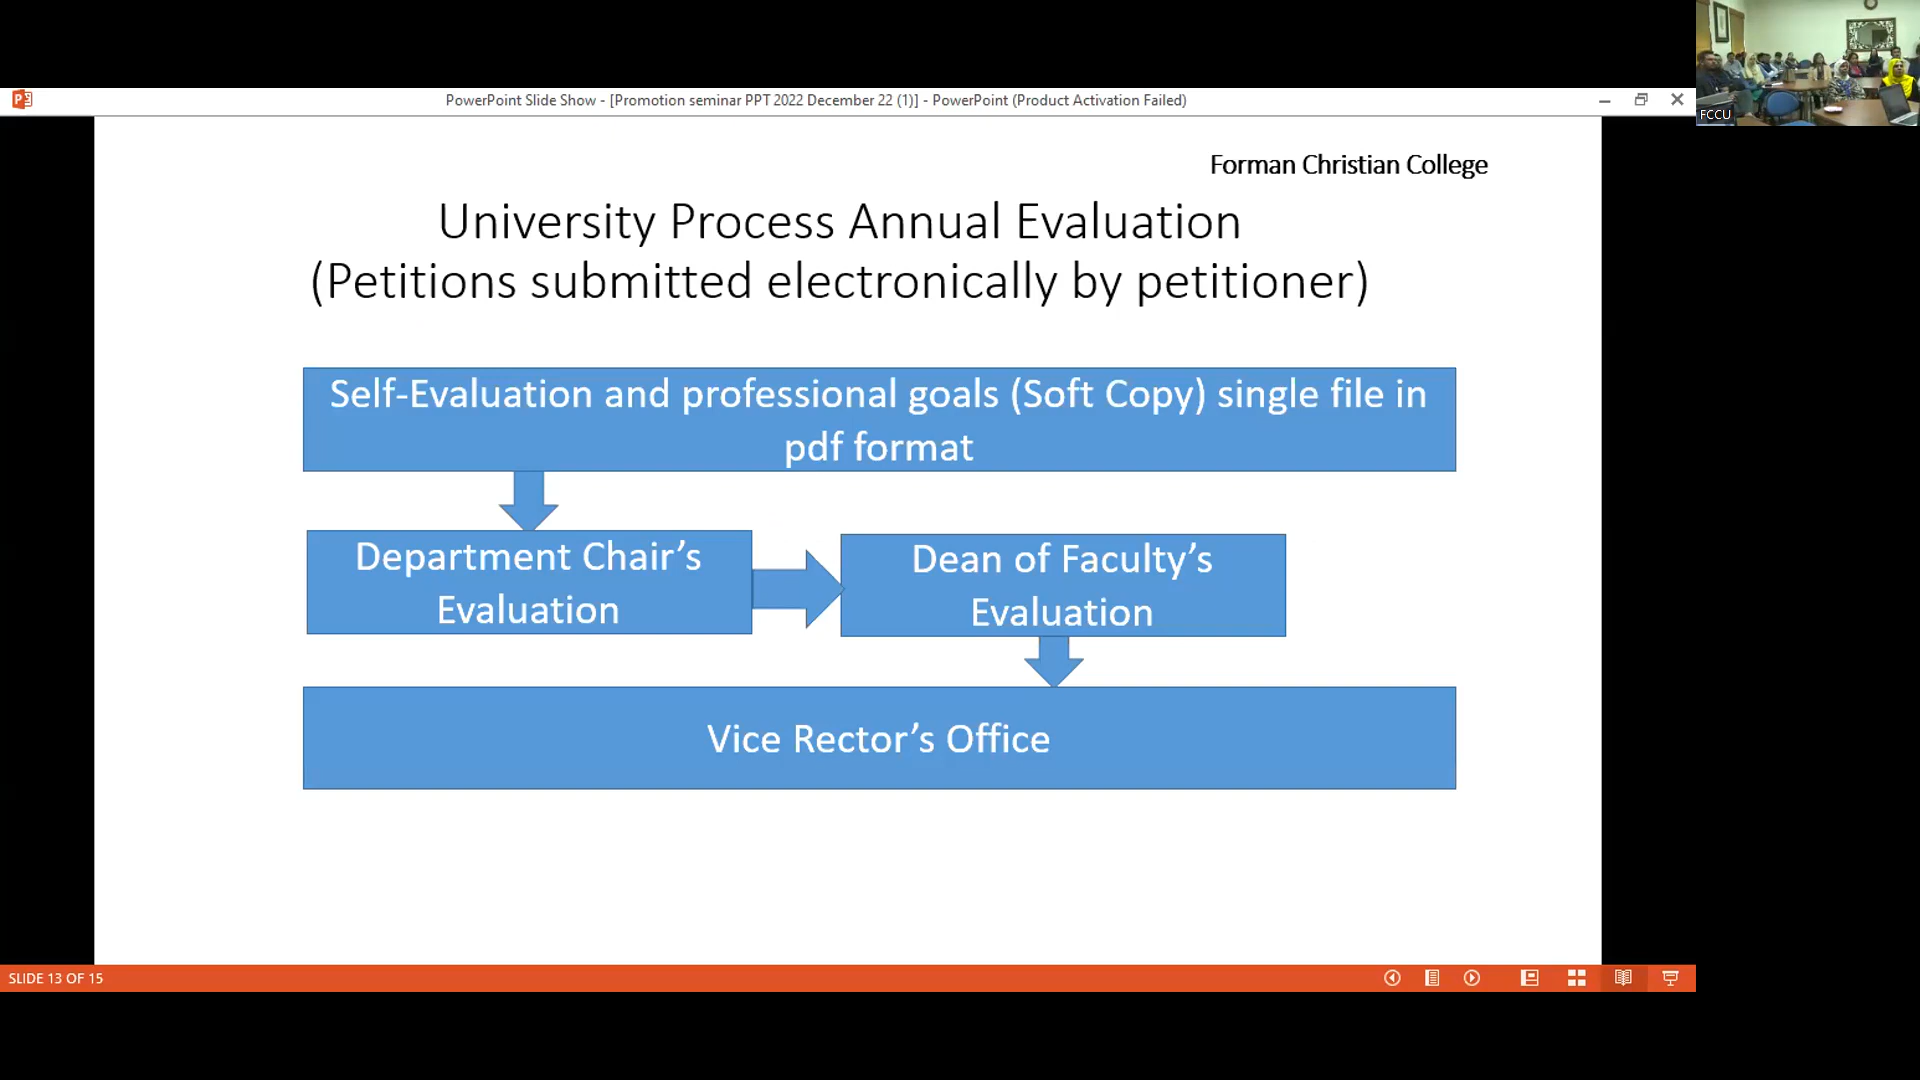 PowerPoint Slide Show - [Promotion seminar PPT 2022 December 22 (1)] - PowerPoint (Product Activation Failed)
FCCU
Forman Christian College
University Process Annual Evaluation
(Petitions submitted electronically by petitioner)
Self-Evaluation and professional goals (Soft Copy) single file in
pdf format
Department Chair’s
Evaluation
Dean of Faculty’s
Evaluation
Vice Rector’s Office
SLIDE 13 OF 15